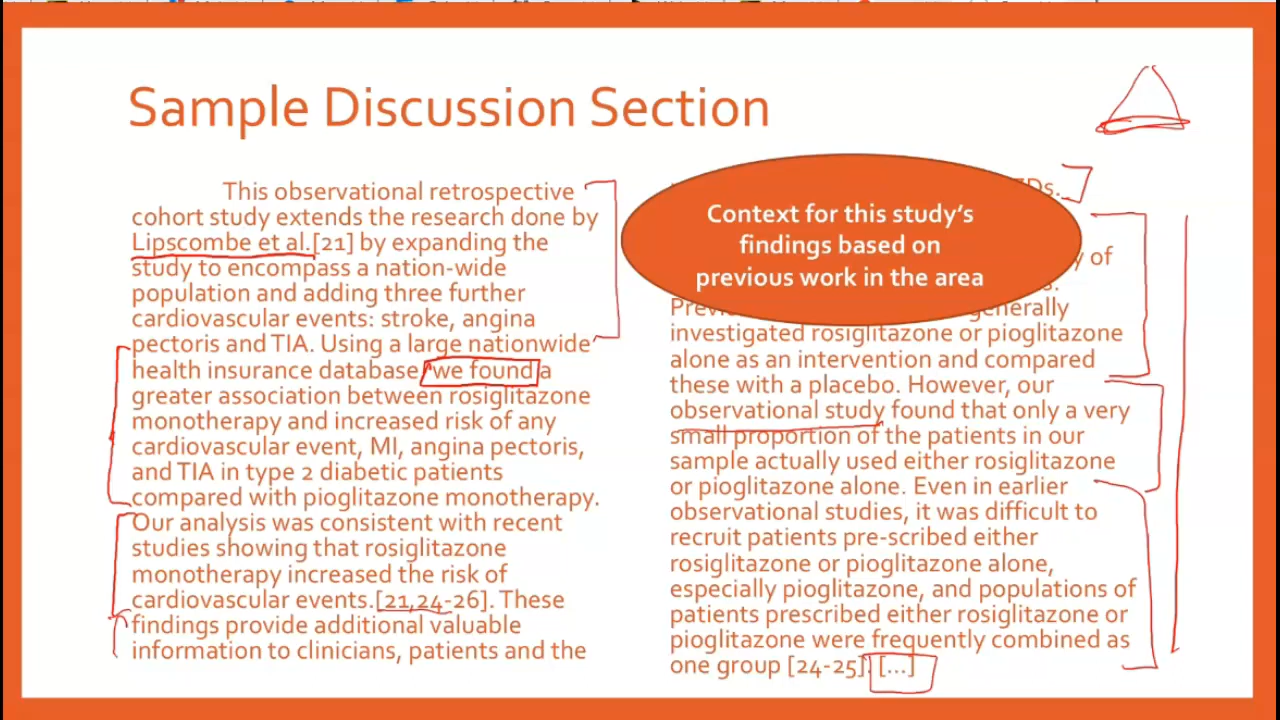 Sample Discussion Section
This observational retrospective
cohort study extends the research done by
Lipscombe et al.[21] by expanding the
study to encompass a nation-wide
population and adding three further
cardiovascular events: stroke, angina
pectoris and TIA. Using a large nationwide
health insurance database, we found a
greater association between rosiglitazone
monotherapy and increased risk of any
cardiovascular event, MI, angina pectoris,
and TIA in type 2 diabetic patients
compared with pioglitazone monotherapy.
Our analysis was consistent with recent
studies showing that rosiglitazone
monotherapy increased the risk of
cardiovascular events.[21,24-26]. These
findings provide additional valuable
information to clinicians, patients and the
Context for this study's
findings based on
previous work in the area
of
generally
investigated rosiglitazone or pioglitazone
alone as an intervention and compared
these with a placebo. However, our
observational study found that only a very
small proportion of the patients in our
sample actually used either rosiglitazone
or pioglitazone alone. Even in earlier
observational studies, it was difficult to
recruit patients pre-scribed either
rosiglitazone or pioglitazone alone,
especially pioglitazone, and populations of
patients prescribed either rosiglitazone or
pioglitazone were frequently combined as
one group [24-25]. [...]